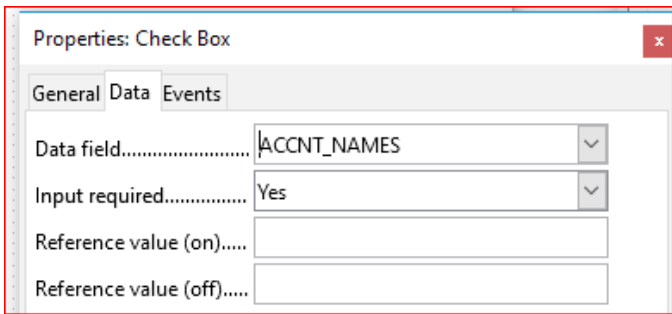 Properties: Check Box
x
General Data Events
Data field......................... ACCNT_NAMES
Input required................ Yes
Reference value (on).....
Reference value (off).....